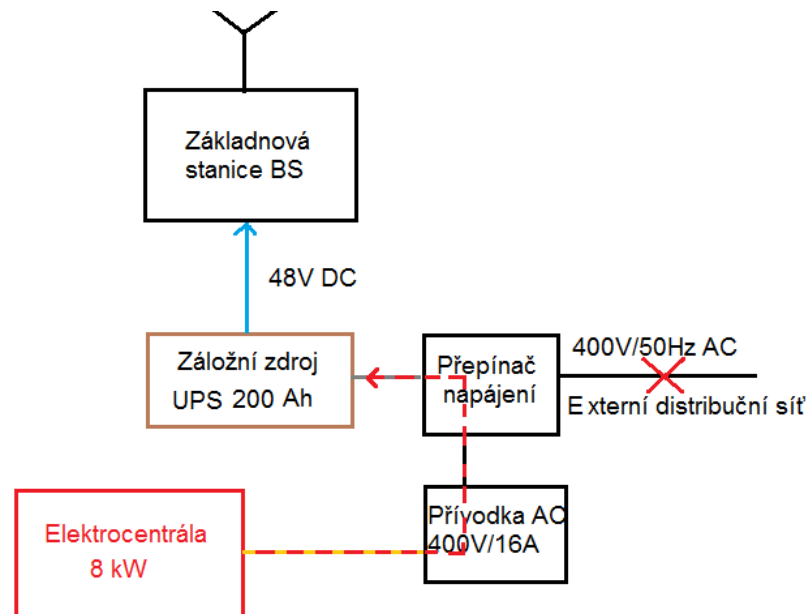 Základnová
stanice BS
48V DC
Záložní zdroj
UPS 200 Ah
Přepínač
napájení
400V/50Hz AC
Externí distribuční síť
Elektrocentrála
8 kW
Přívodka AC
400V/16A